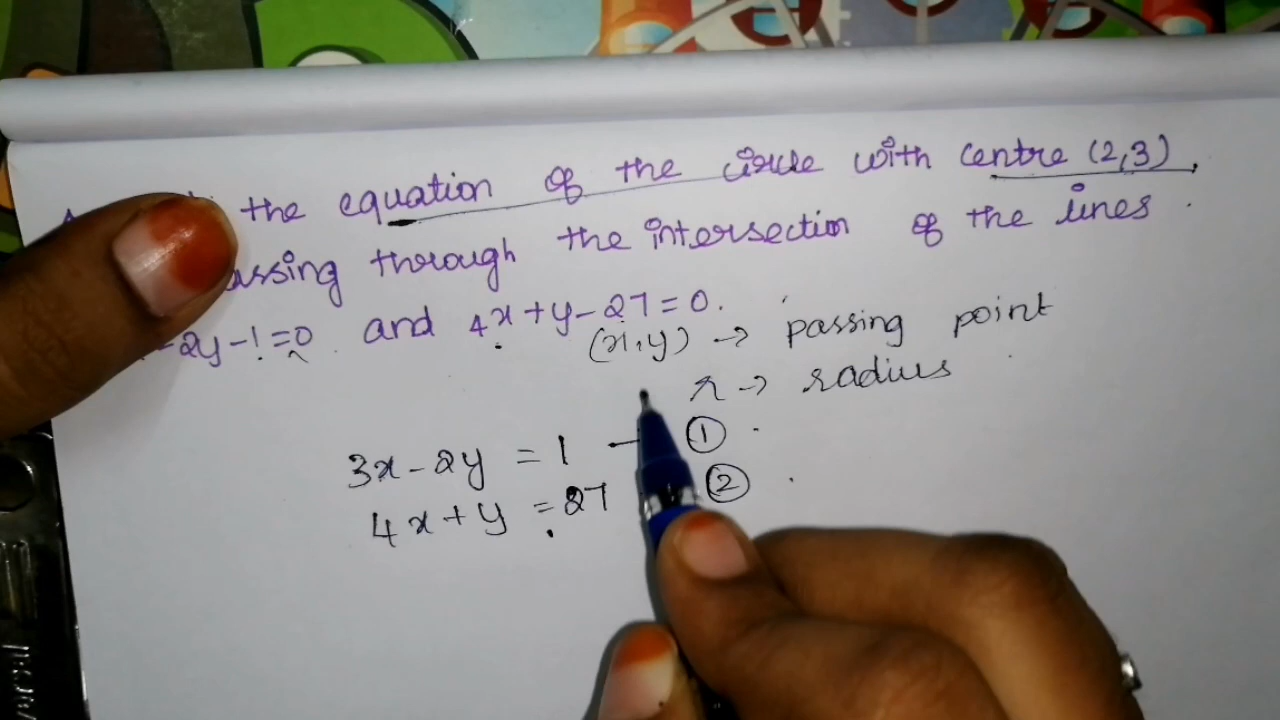 the equation of the circle with centre (2,3),
assing through the intersection of the lines.
-2y-1=0 and 4x+y-27=0.
(x,y) → passing point
r → radius
3x-2y = 1 — ①
4x+y = 27 ②